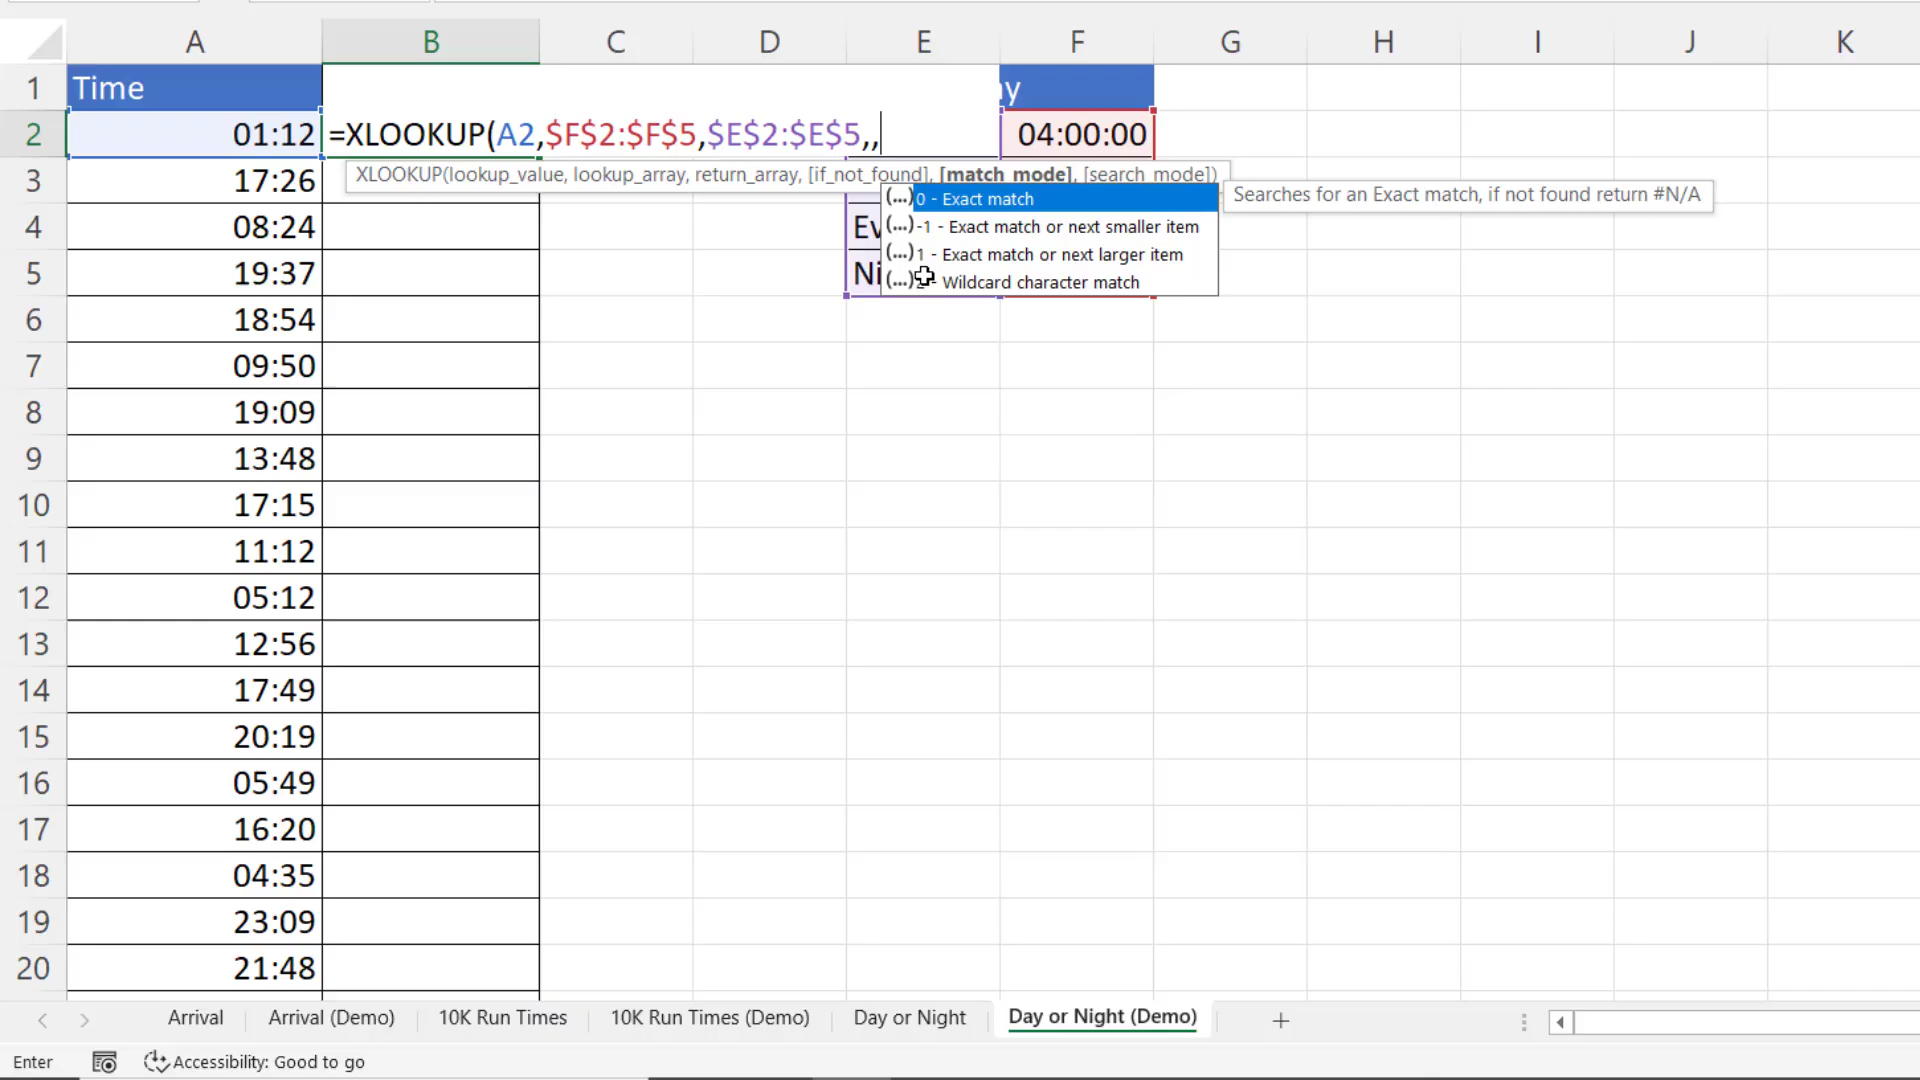 A B C D E F G H I J K
1 Time y
2 01:12 =XLOOKUP(A2,$F$2:$F$5,$E$2:$E$5,, 04:00:00
XLOOKUP(lookup_value, lookup_array, return_array, [if_not_found], [match_mode], [search_mode])
3 17:26
(...) 0 - Exact match
Searches for an Exact match, if not found return #N/A
4 08:24 Ev
(...) -1 - Exact match or next smaller item
(...) 1 - Exact match or next larger item
5 19:37 Ni
(...) - Wildcard character match
6 18:54
7 09:50
8 19:09
9 13:48
10 17:15
11 11:12
12 05:12
13 12:56
14 17:49
15 20:19
16 05:49
17 16:20
18 04:35
19 23:09
20 21:48
Arrival Arrival (Demo) 10K Run Times 10K Run Times (Demo) Day or Night Day or Night (Demo)
Enter Accessibility: Good to go